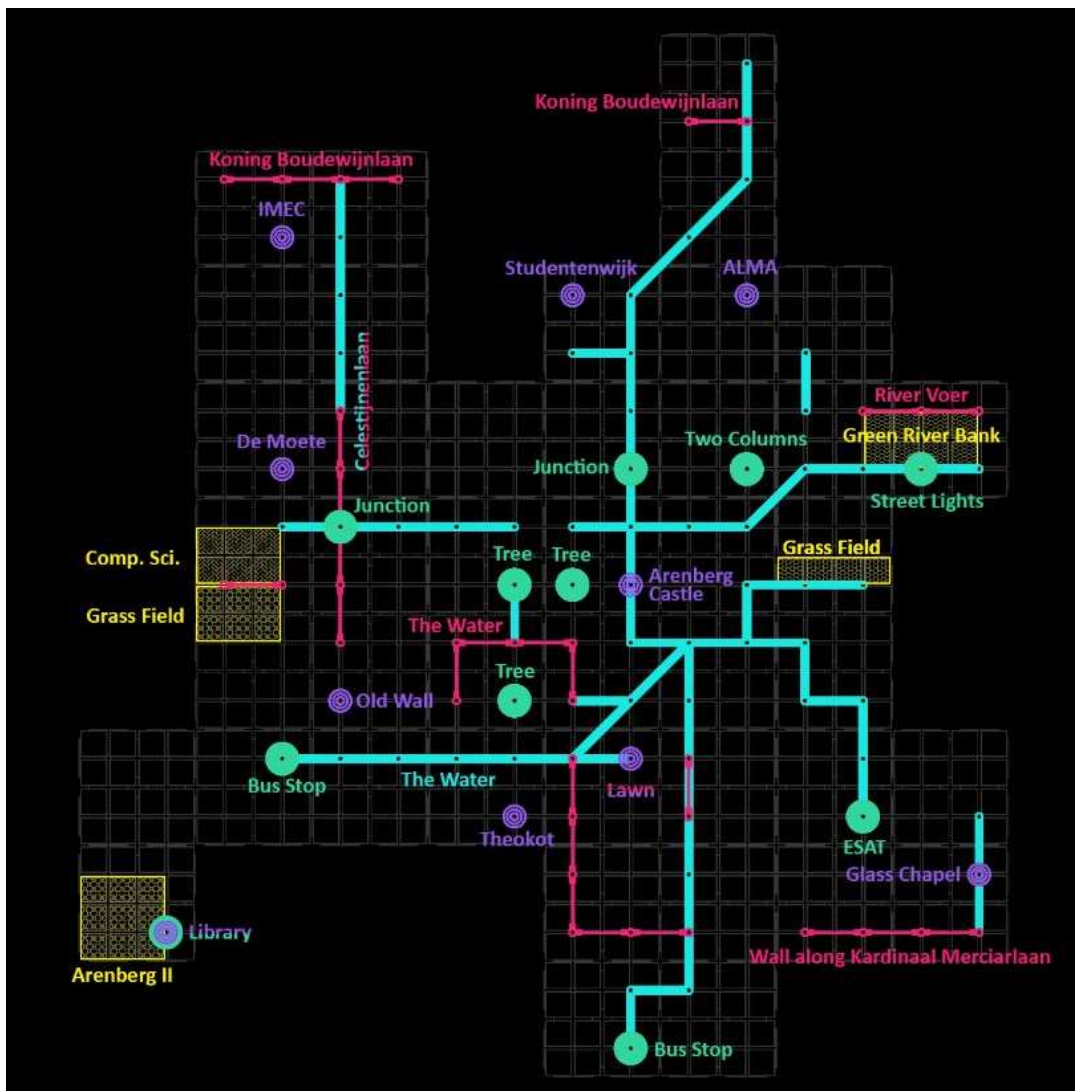 Koning Boudewijnlaan
Koning Boudewijnlaan
IMEC
Studentenwijk
ALMA
Celestijnenlaan
River Voer
De Moete
Two Columns
Green River Bank
Junction
Street Lights
Junction
Comp. Sci.
Tree
Tree
Grass Field
Arenberg
Castle
Grass Field
The Water
Tree
Old Wall
Bus Stop
The Water
Lawn
Theokot
ESAT
Glass Chapel
Library
Wall along Kardinaal Merciarlaan
Arenberg II
Bus Stop